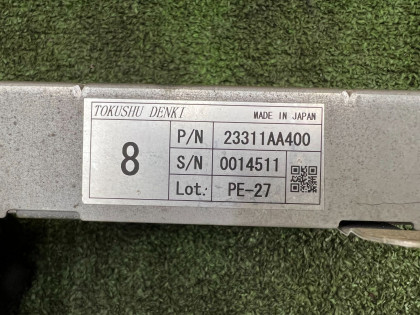 TOKUSHU DENKI MADE IN JAPAN
8
P/N 23311AA400
S/N 0014511
Lot. PE-27